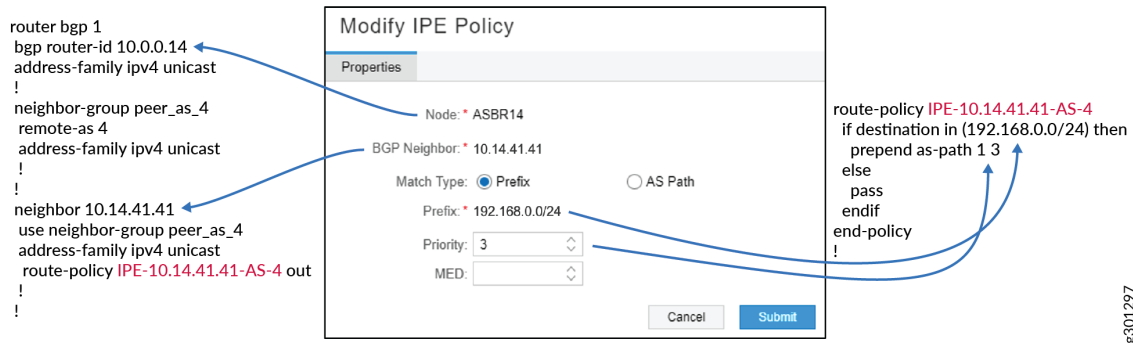 router bgp 1
bgp router-id 10.0.0.14
address-family ipv4 unicast
!
neighbor-group peer_as_4
remote-as 4
address-family ipv4 unicast
!
!
neighbor 10.14.41.41
use neighbor-group peer_as_4
address-family ipv4 unicast
route-policy IPE-10.14.41.41-AS-4 out
!
!
Modify IPE Policy
Properties
Node: * ASBR14
BGP Neighbor: * 10.14.41.41
Match Type: Prefix AS Path
Prefix: * 192.168.0.0/24
Priority: 3
MED:
Cancel Submit
route-policy IPE-10.14.41.41-AS-4
if destination in (192.168.0.0/24) then
prepend as-path 1 3
else
pass
endif
end-policy
!
g301297